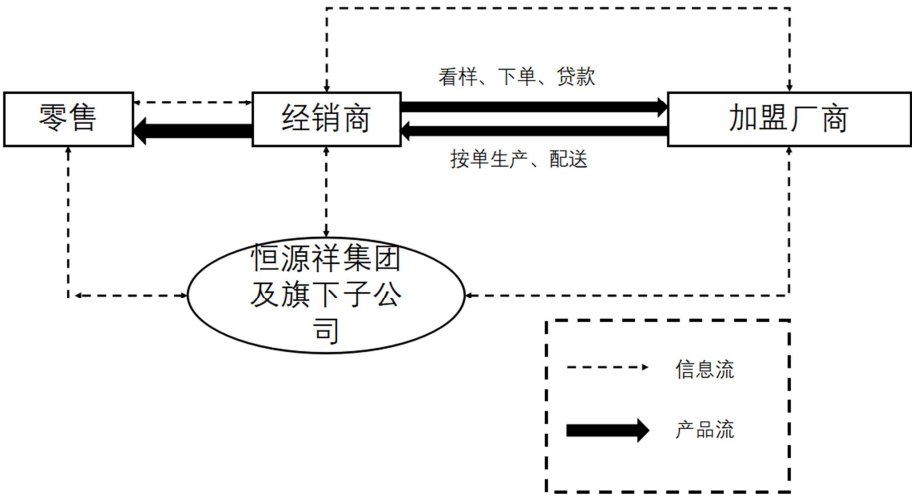 看样、下单、贷款
零售
经销商
加盟厂商
按单生产、配送
恒源祥集团
及旗下子公
司
信息流
产品流